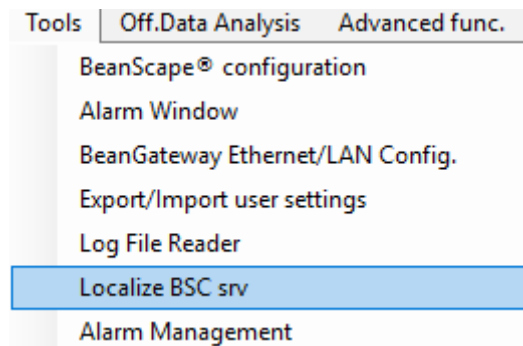 Tools Off.Data Analysis Advanced func.
BeanScape® configuration
Alarm Window
BeanGateway Ethernet/LAN Config.
Export/Import user settings
Log File Reader
Localize BSC srv
Alarm Management